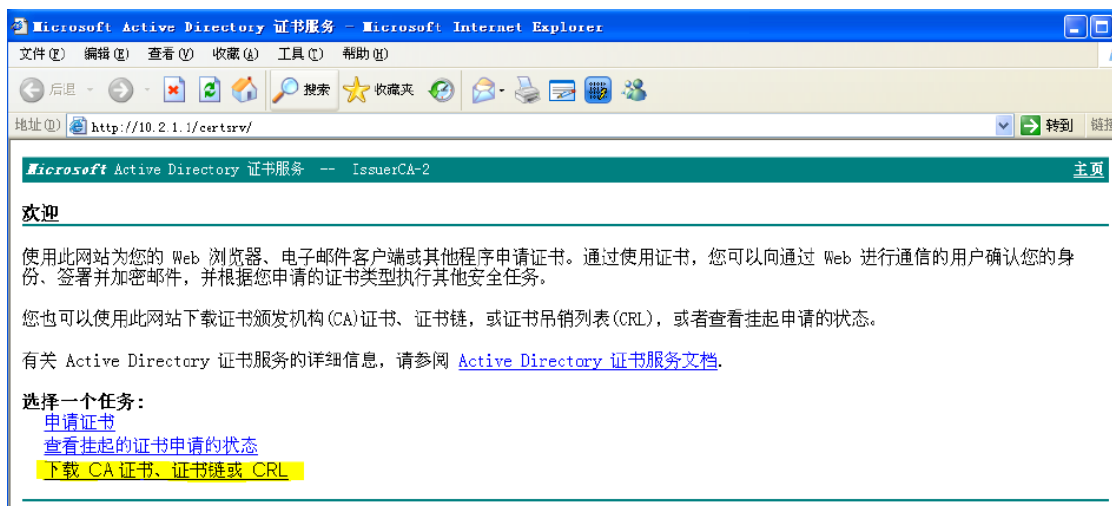 Microsoft Active Directory 证书服务 - Microsoft Internet Explorer
文件(F) 编辑(E) 查看(V) 收藏(A) 工具(T) 帮助(H)
后退 搜索 收藏夹
地址(D) http://10.2.1.1/certsrv/ 转到 链接
Microsoft Active Directory 证书服务 -- IssuerCA-2 主页
欢迎
使用此网站为您的 Web 浏览器、电子邮件客户端或其他程序申请证书。通过使用证书，您可以向通过 Web 进行通信的用户确认您的身
份、签署并加密邮件，并根据您申请的证书类型执行其他安全任务。
您也可以使用此网站下载证书颁发机构(CA)证书、证书链，或证书吊销列表(CRL)，或者查看挂起申请的状态。
有关 Active Directory 证书服务的详细信息，请参阅 Active Directory 证书服务文档.
选择一个任务:
申请证书
查看挂起的证书申请的状态
下载 CA 证书、证书链或 CRL